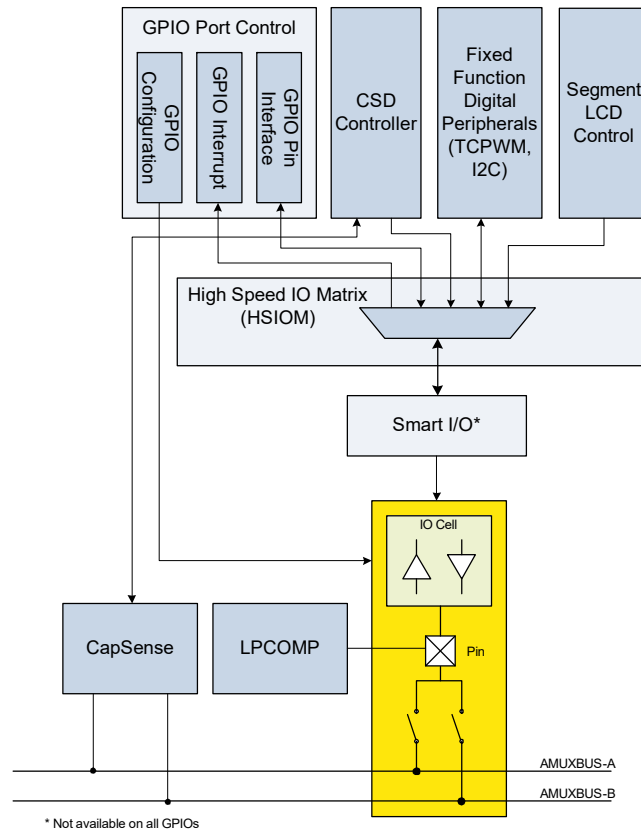 GPIO Port Control
GPIO
Configuration
GPIO Interrupt
GPIO Pin
Interface
CSD
Controller
Fixed
Function
Digital
Peripherals
(TCPWM,
I2C)
Segment
LCD
Control
High Speed IO Matrix
(HSIOM)
Smart I/O*
IO Cell
CapSense
LPCOMP
Pin
AMUXBUS-A
AMUXBUS-B
* Not available on all GPIOs